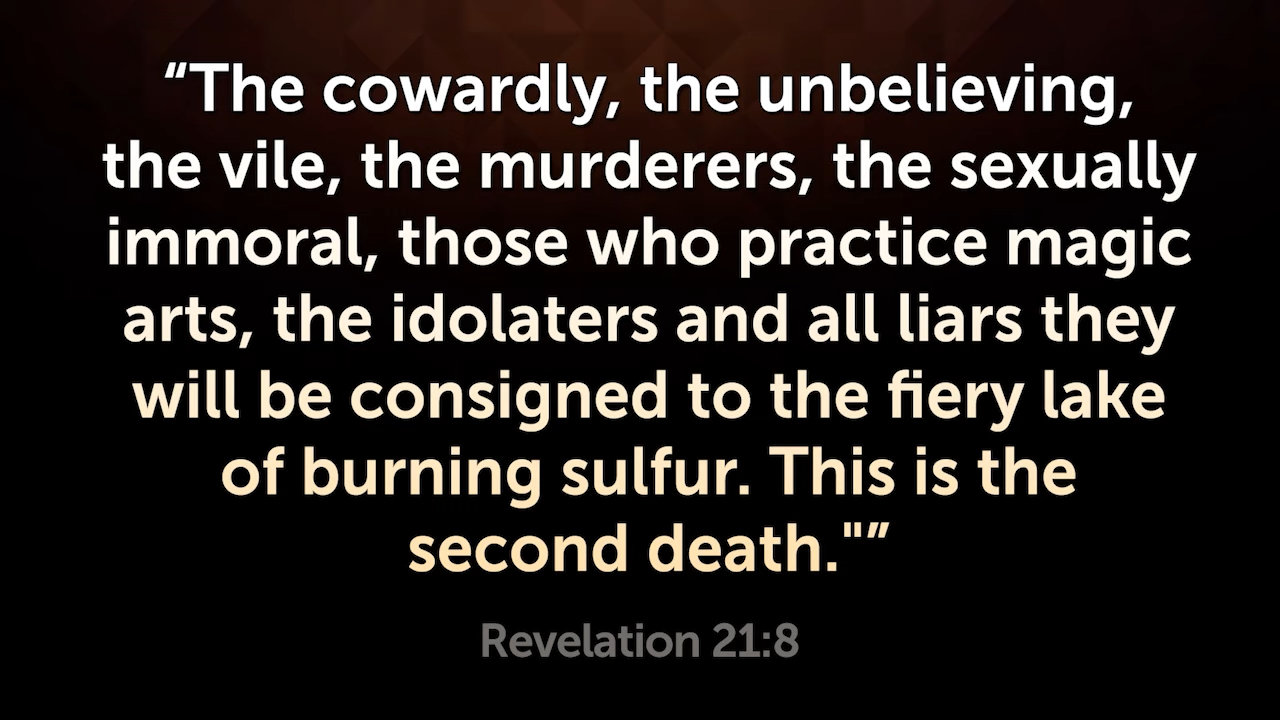 “The cowardly, the unbelieving,
the vile, the murderers, the sexually
immoral, those who practice magic
arts, the idolaters and all liars they
will be consigned to the fiery lake
of burning sulfur. This is the
second death."”
Revelation 21:8